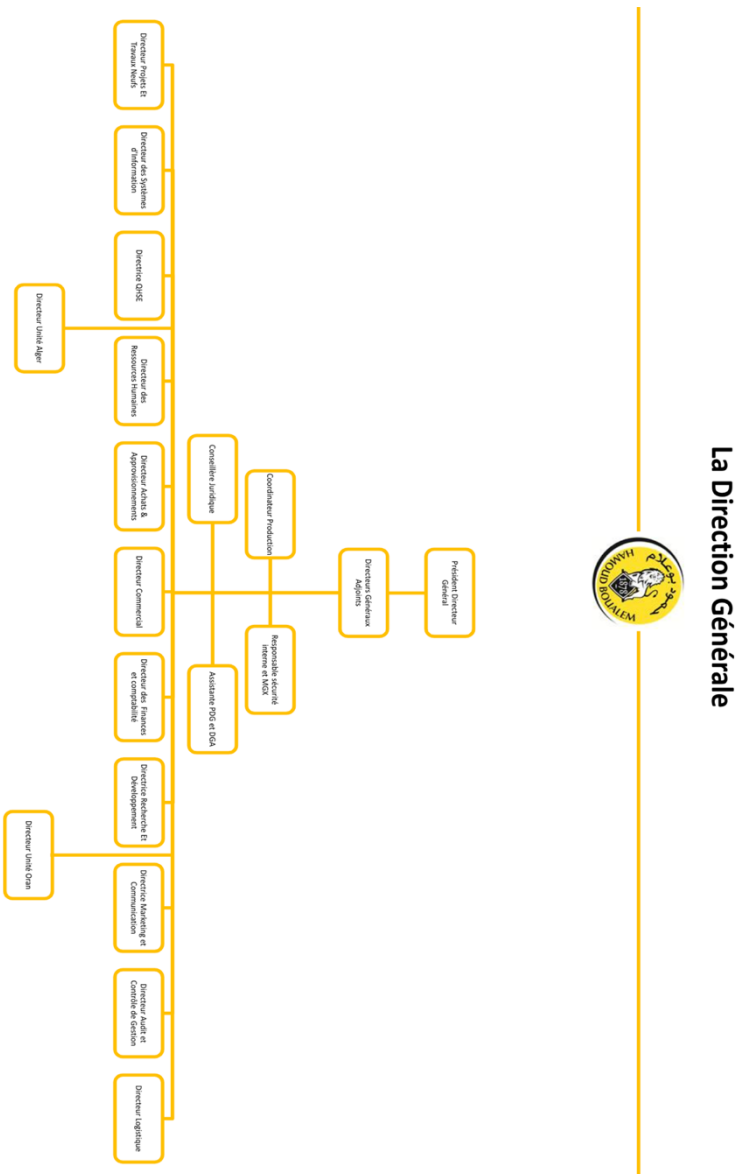 La Direction Générale
حمود بوعلام
1878
HAMOUD BOUALEM
Président Directeur
Général
Directeurs Généraux
Adjoints
Coordinateur Production
Responsable sécurité
interne et MGX
Conseillère Juridique
Assistante PDG et DGA
Directeur Projets Et
Travaux Neufs
Directeur des Systèmes
d'Information
Directrice QHSE
Directeur des
Ressources Humaines
Directeur Achats &
Approvisionnements
Directeur Commercial
Directeur des Finances
et comptabilité
Directrice Recherche Et
Développement
Directrice Marketing et
Communication
Directeur Audit et
Contrôle de Gestion
Directeur Logistique
Directeur Unité Alger
Directeur Unité Oran